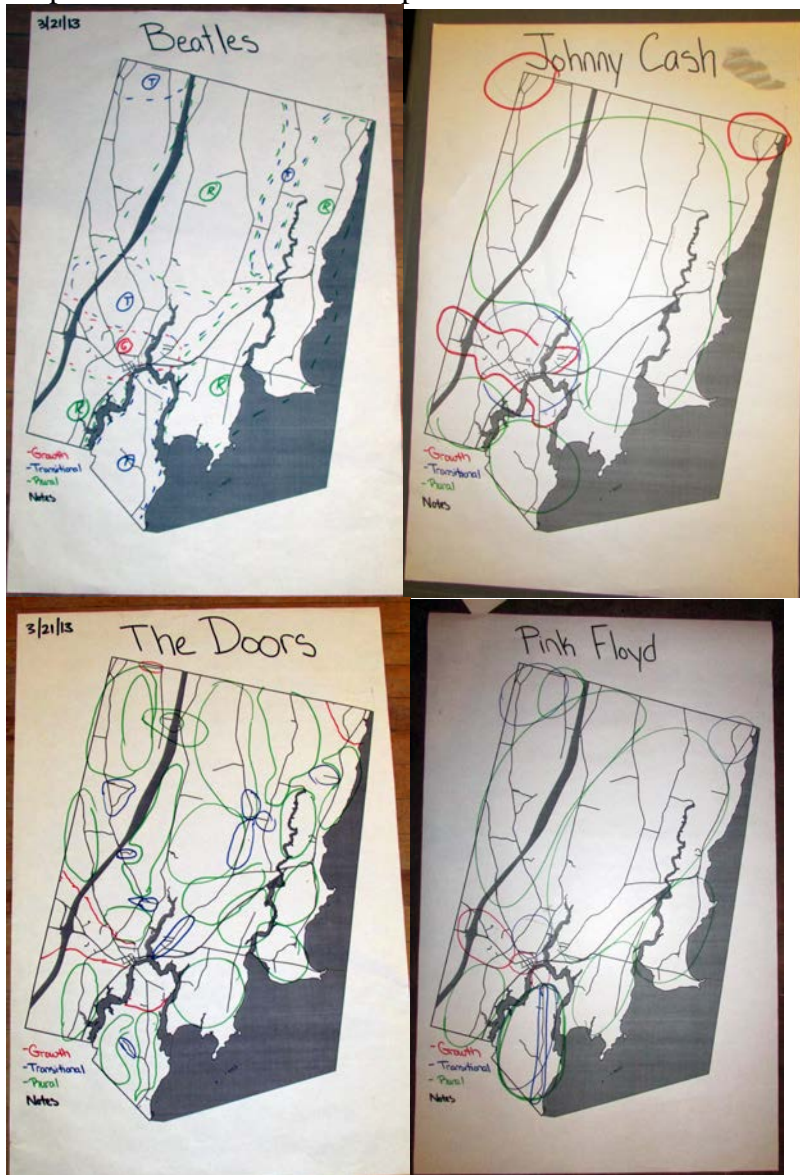 3/21/13
Beatles
T
T
R
R
T
G
R
R
-Growth
-Transitional
-Rural
Notes
Johnny Cash
-Growth
-Transitional
-Rural
Notes
3/21/13
The Doors
-Growth
-Transitional
-Rural
Notes
Pink Floyd
-Growth
-Transitional
-Rural
Notes